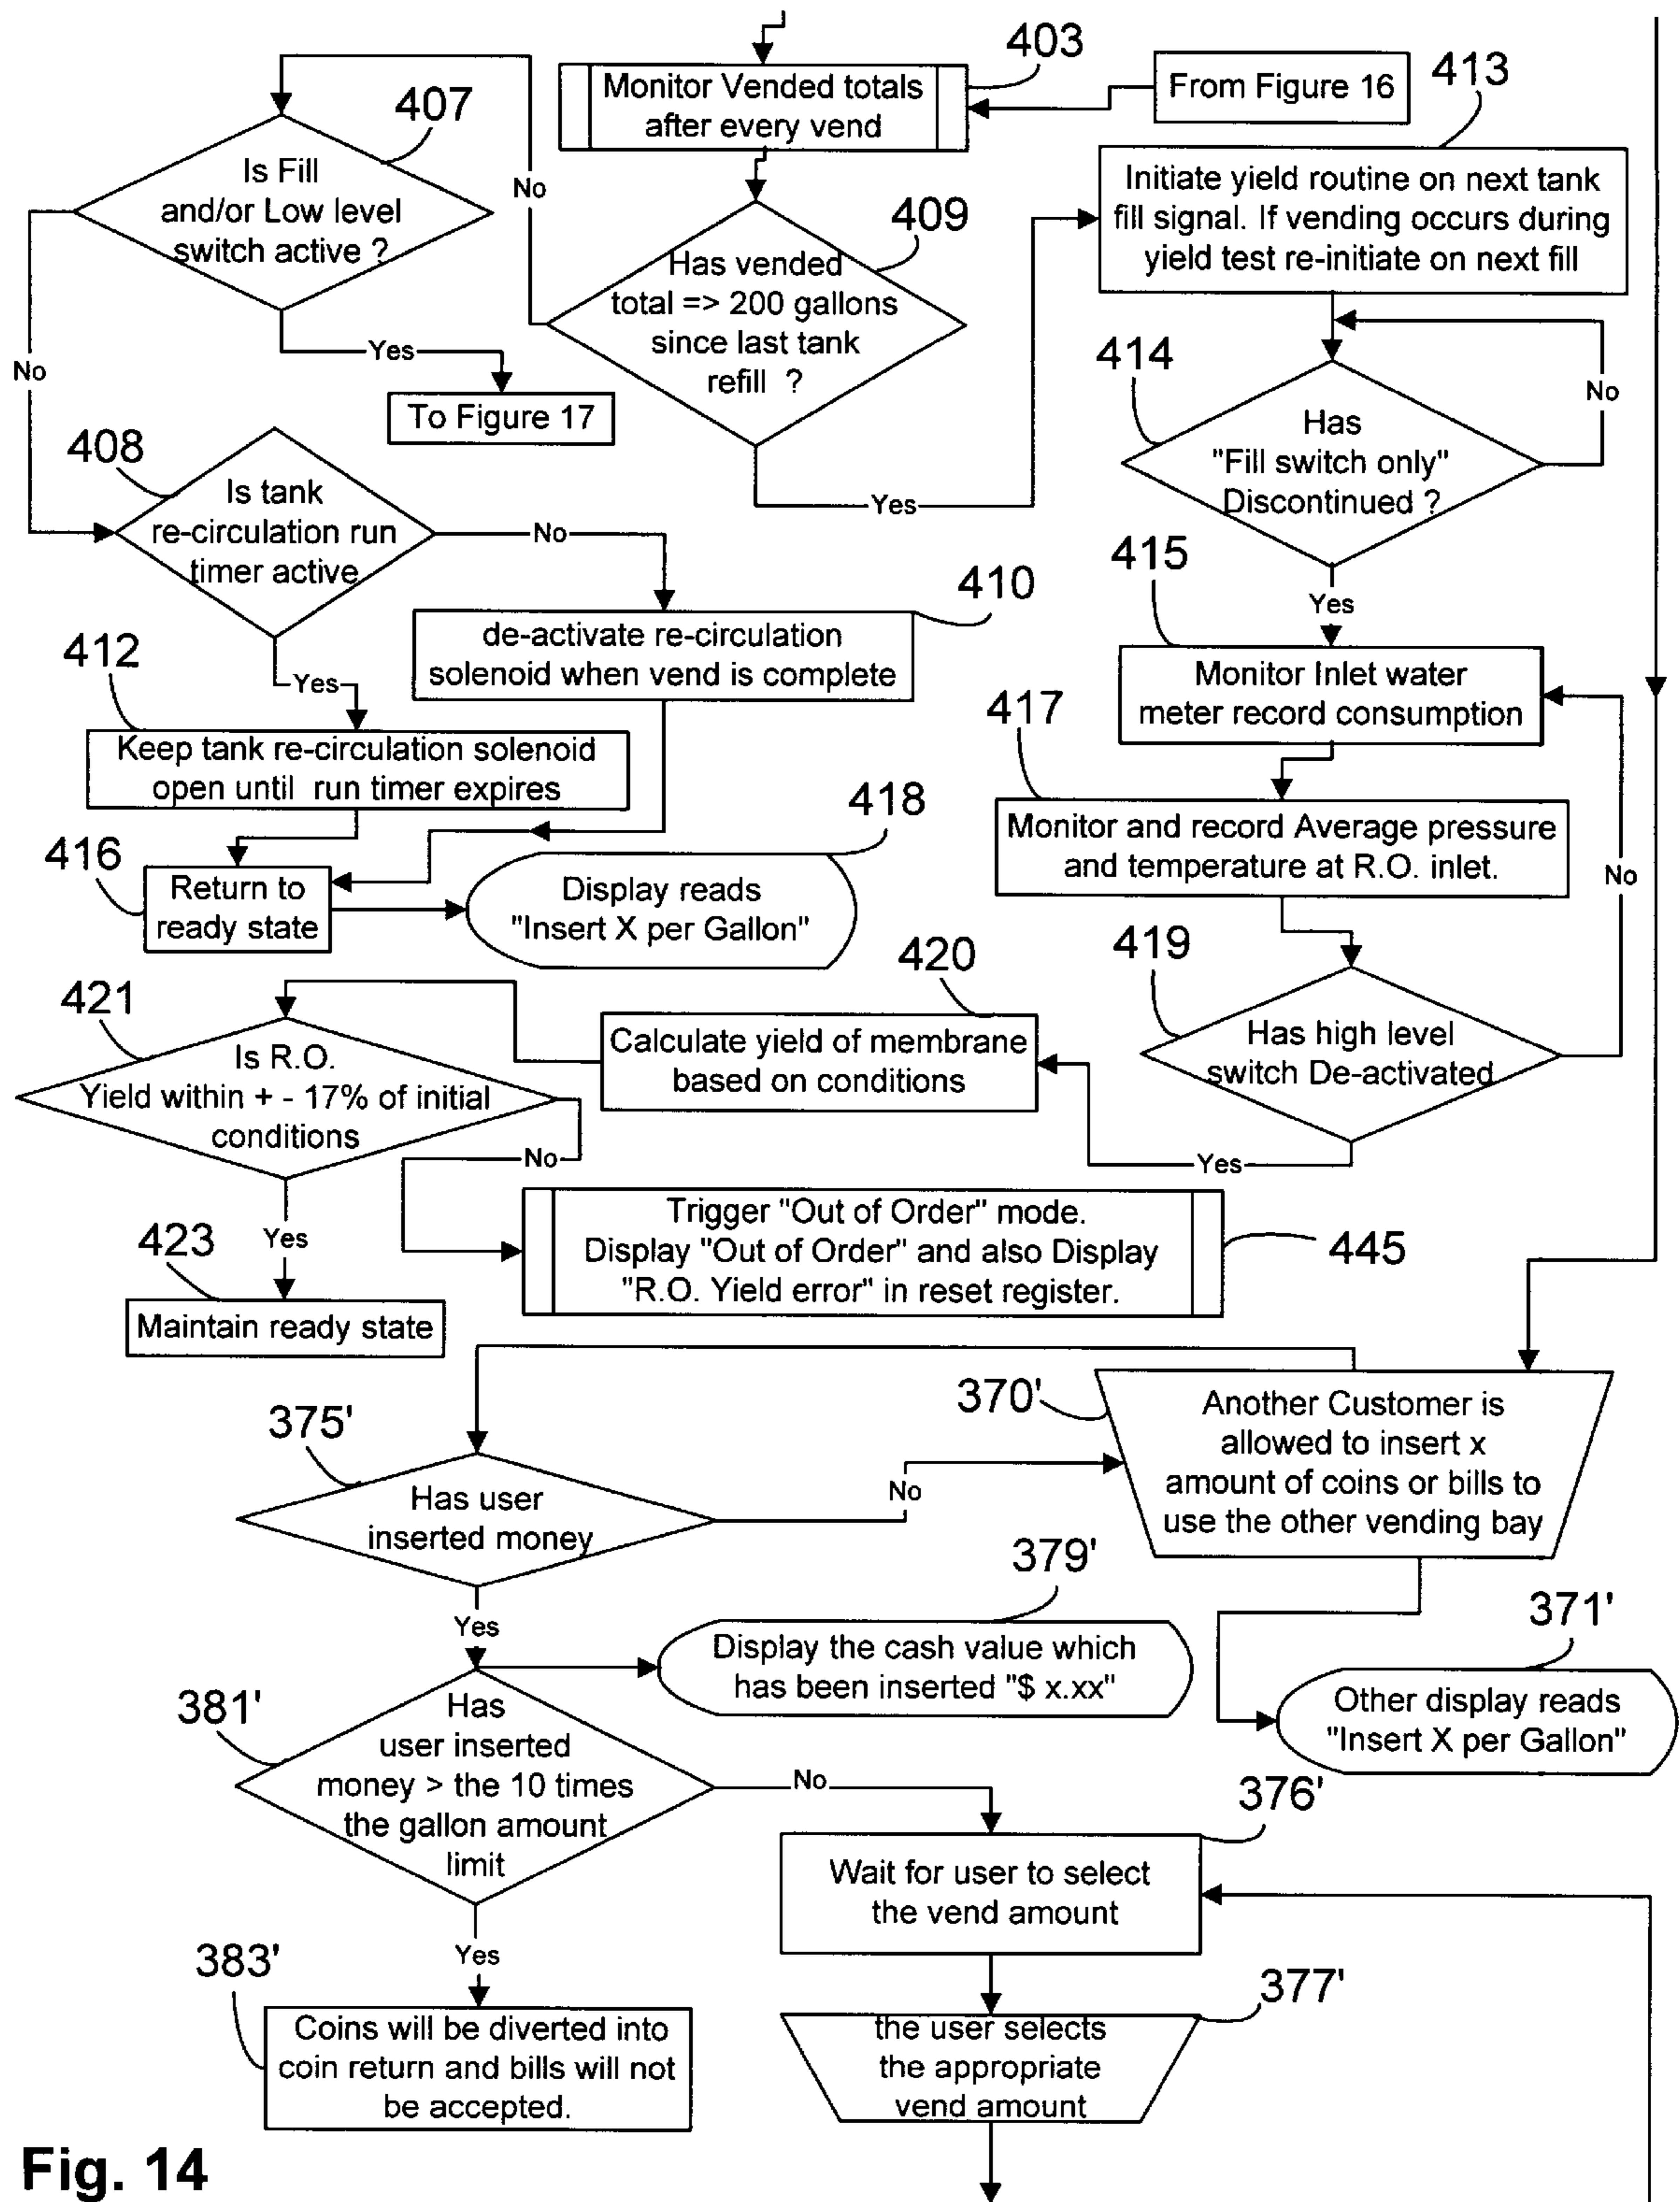 403
Monitor Vended totals
after every vend
From Figure 16
413
407
Is Fill
and/or Low level
switch active ?
No
409
Has vended
total => 200 gallons
since last tank
refill ?
Initiate yield routine on next tank
fill signal. If vending occurs during
yield test re-initiate on next fill
No
Yes
To Figure 17
414
Has
"Fill switch only"
Discontinued ?
No
408
Is tank
re-circulation run
timer active
No
Yes
415
Yes
410
de-activate re-circulation
solenoid when vend is complete
412
Yes
Keep tank re-circulation solenoid
open until run timer expires
Monitor Inlet water
meter record consumption
417
Monitor and record Average pressure
and temperature at R.O. inlet.
No
416
Return to
ready state
418
Display reads
"Insert X per Gallon"
419
Has high level
switch De-activated
420
Calculate yield of membrane
based on conditions
Yes
421
Is R.O.
Yield within + - 17% of initial
conditions
No
Yes
423
Maintain ready state
Trigger "Out of Order" mode.
Display "Out of Order" and also Display
"R.O. Yield error" in reset register.
445
370'
Another Customer is
allowed to insert x
amount of coins or bills to
use the other vending bay
375'
Has user
inserted money
No
Yes
379'
Display the cash value which
has been inserted "$ x.xx"
371'
Other display reads
"Insert X per Gallon"
381'
Has
user inserted
money > the 10 times
the gallon amount
limit
No
376'
Wait for user to select
the vend amount
Yes
383'
Coins will be diverted into
coin return and bills will not
be accepted.
377'
the user selects
the appropriate
vend amount
Fig. 14